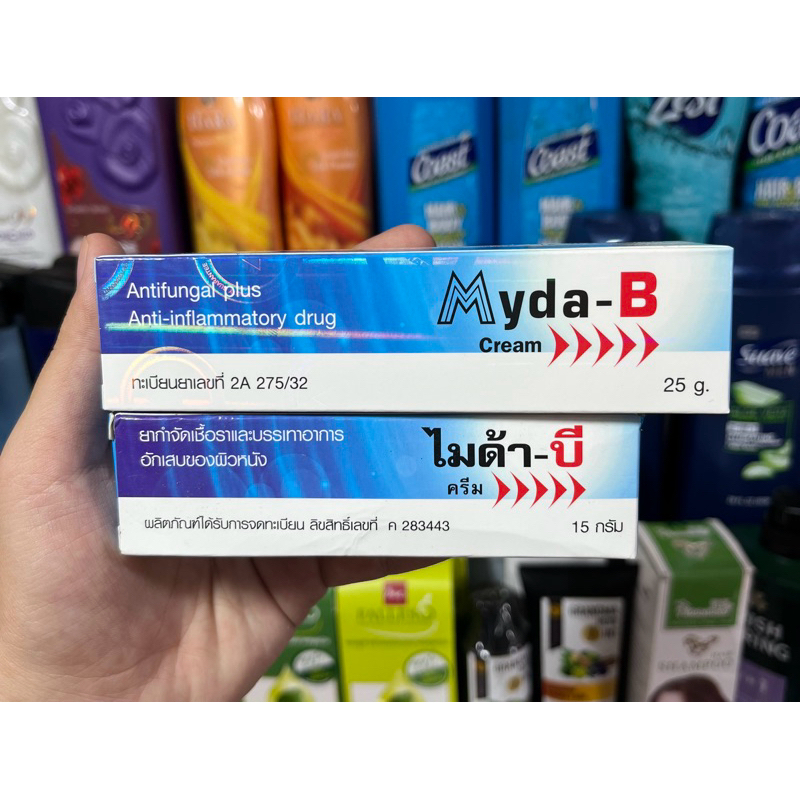 Coast
Coast
Zest
Coast
HAIR
Antifungal plus
Anti-inflammatory drug
Myda-B
Cream
ทะเบียนยาเลขที่ 2A 275/32
25 g.
ยากำจัดเชื้อราและบรรเทาอาการ
อักเสบของผิวหนัง
ไมด้า-บี
ครีม
ผลิตภัณฑ์ได้รับการจดทะเบียน ลิขสิทธิ์เลขที่ ค 283443
15 กรัม
Suave
MEN
SHAMPOO